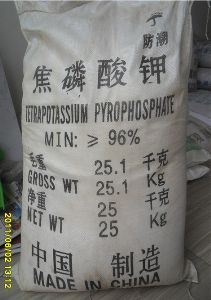 防潮
焦磷酸钾
TETRAPOTASSIUM PYROPHOSPHATE
MIN: ≥ 96%
毛重 25.1 千克
GROSS WT 25.1 Kg
净重 25 千克
NET WT 25 Kg
中国 制造
MADE IN CHINA
2011/06/02 13:12